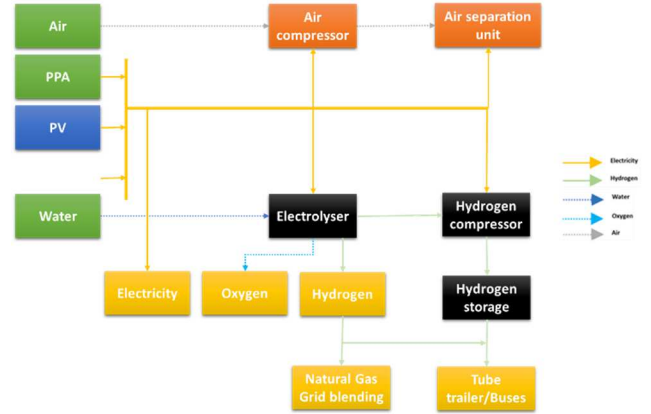 Air
Air
compressor
Air separation
unit
PPA
PV
Electricity
Hydrogen
Water
Oxygen
Air
Water
Electrolyser
Hydrogen
compressor
Electricity
Oxygen
Hydrogen
Hydrogen
storage
Natural Gas
Grid blending
Tube
trailer/Buses